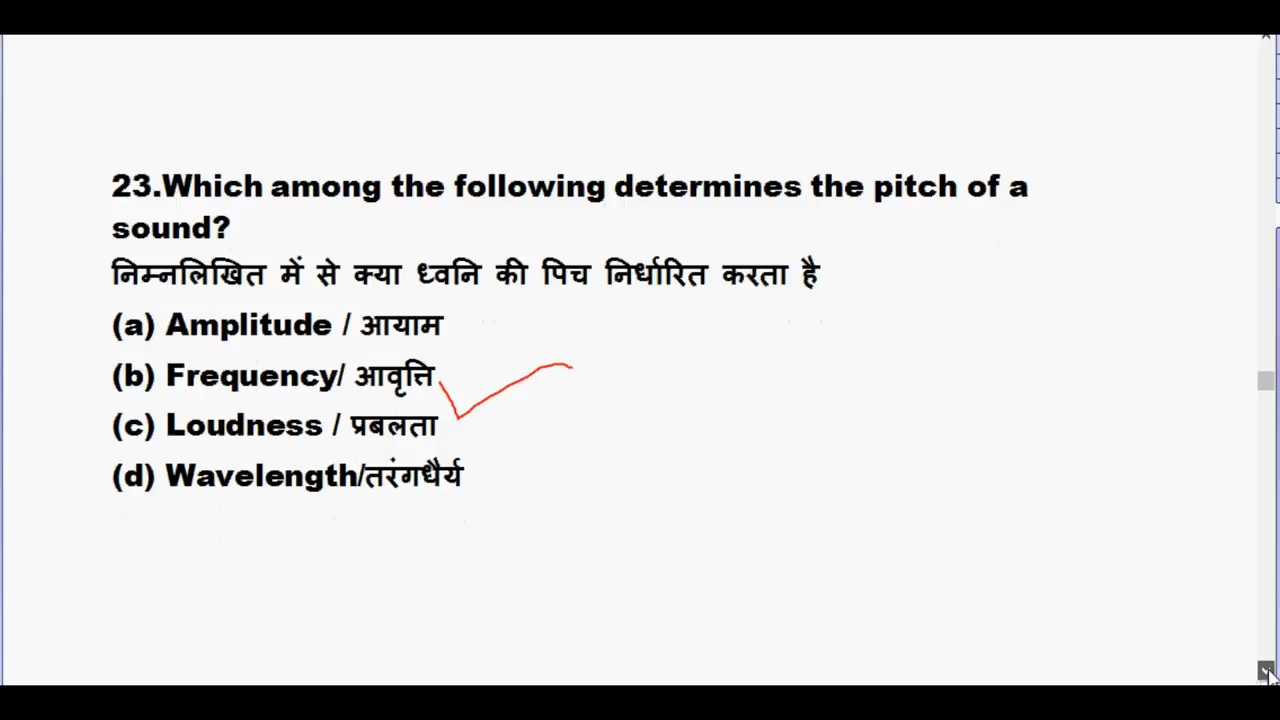 23.Which among the following determines the pitch of a
sound?
निम्नलिखित में से क्या ध्वनि की पिच निर्धारित करता है
(a) Amplitude / आयाम
(b) Frequency/ आवृत्ति
(c) Loudness / प्रबलता
(d) Wavelength/तरंगधैर्य